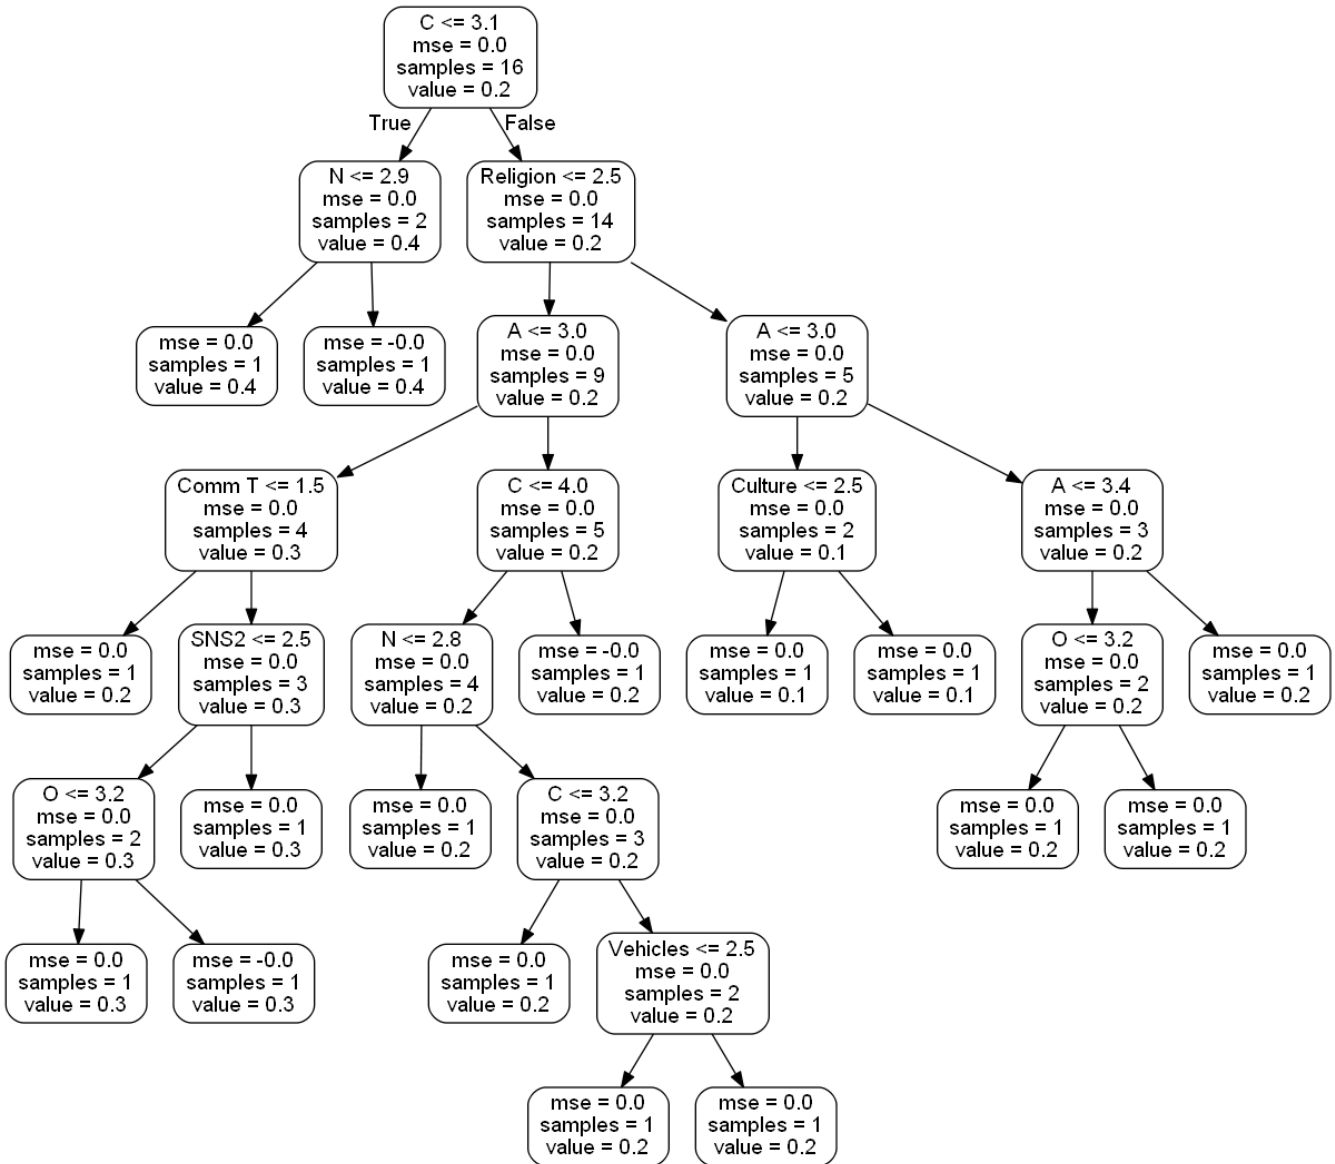 C <= 3.1
mse = 0.0
samples = 16
value = 0.2
True
False
N <= 2.9
mse = 0.0
samples = 2
value = 0.4
Religion <= 2.5
mse = 0.0
samples = 14
value = 0.2
mse = 0.0
samples = 1
value = 0.4
mse = -0.0
samples = 1
value = 0.4
A <= 3.0
mse = 0.0
samples = 9
value = 0.2
A <= 3.0
mse = 0.0
samples = 5
value = 0.2
Comm T <= 1.5
mse = 0.0
samples = 4
value = 0.3
C <= 4.0
mse = 0.0
samples = 5
value = 0.2
Culture <= 2.5
mse = 0.0
samples = 2
value = 0.1
A <= 3.4
mse = 0.0
samples = 3
value = 0.2
mse = 0.0
samples = 1
value = 0.2
SNS2 <= 2.5
mse = 0.0
samples = 3
value = 0.3
N <= 2.8
mse = 0.0
samples = 4
value = 0.2
mse = -0.0
samples = 1
value = 0.2
mse = 0.0
samples = 1
value = 0.1
mse = 0.0
samples = 1
value = 0.1
O <= 3.2
mse = 0.0
samples = 2
value = 0.2
mse = 0.0
samples = 1
value = 0.2
O <= 3.2
mse = 0.0
samples = 2
value = 0.3
mse = 0.0
samples = 1
value = 0.3
mse = 0.0
samples = 1
value = 0.2
C <= 3.2
mse = 0.0
samples = 3
value = 0.2
mse = 0.0
samples = 1
value = 0.2
mse = 0.0
samples = 1
value = 0.2
mse = 0.0
samples = 1
value = 0.3
mse = -0.0
samples = 1
value = 0.3
mse = 0.0
samples = 1
value = 0.2
Vehicles <= 2.5
mse = 0.0
samples = 2
value = 0.2
mse = 0.0
samples = 1
value = 0.2
mse = 0.0
samples = 1
value = 0.2